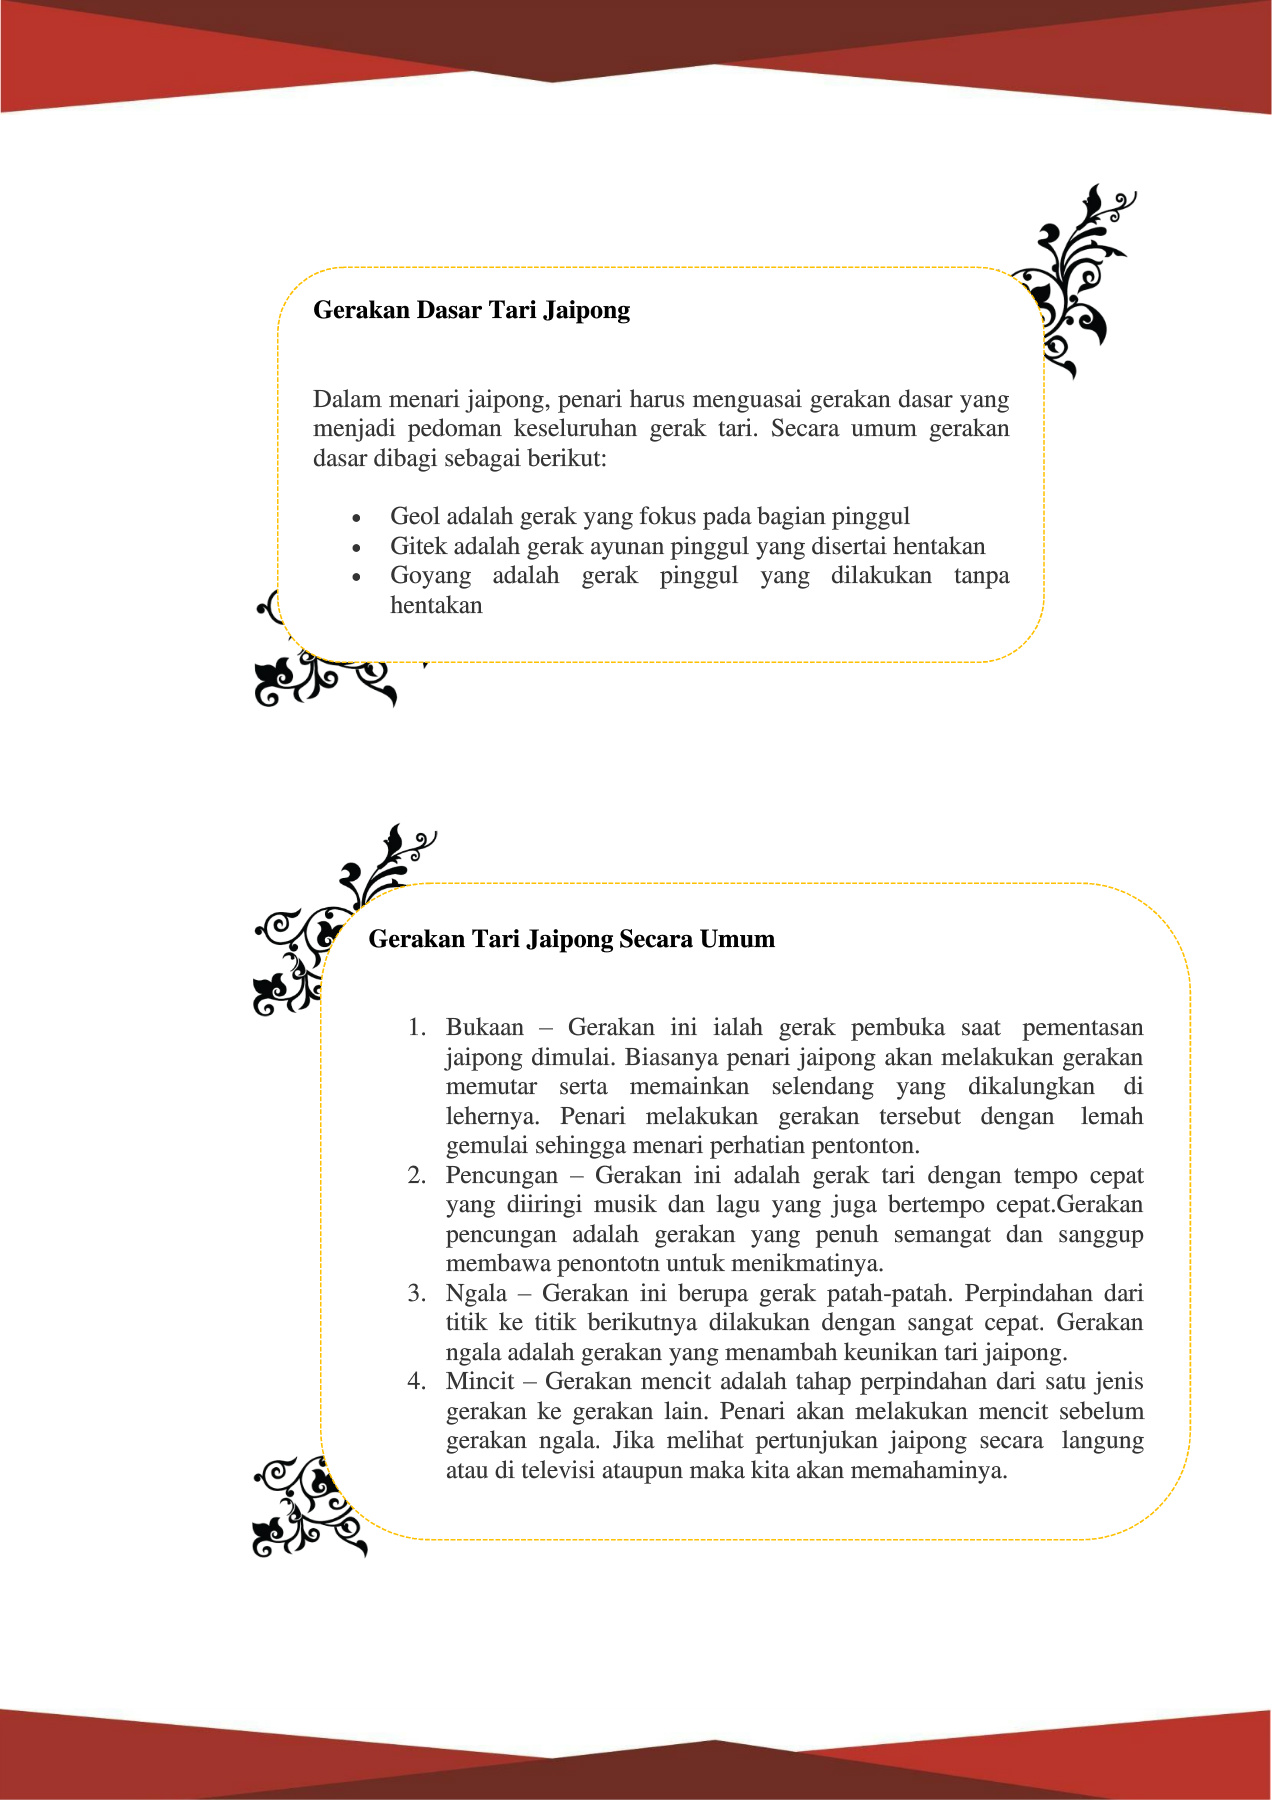 Gerakan Dasar Tari Jaipong
Dalam menari jaipong, penari harus menguasai gerakan dasar yang
menjadi pedoman keseluruhan gerak tari. Secara umum gerakan
dasar dibagi sebagai berikut:
• Geol adalah gerak yang fokus pada bagian pinggul
• Gitek adalah gerak ayunan pinggul yang disertai hentakan
• Goyang adalah gerak pinggul yang dilakukan tanpa
hentakan
Gerakan Tari Jaipong Secara Umum
1. Bukaan – Gerakan ini ialah gerak pembuka saat pementasan
jaipong dimulai. Biasanya penari jaipong akan melakukan gerakan
memutar serta memainkan selendang yang dikalungkan di
lehernya. Penari melakukan gerakan tersebut dengan lemah
gemulai sehingga menari perhatian pentonton.
2. Pencungan – Gerakan ini adalah gerak tari dengan tempo cepat
yang diiringi musik dan lagu yang juga bertempo cepat.Gerakan
pencungan adalah gerakan yang penuh semangat dan sanggup
membawa penontotn untuk menikmatinya.
3. Ngala – Gerakan ini berupa gerak patah-patah. Perpindahan dari
titik ke titik berikutnya dilakukan dengan sangat cepat. Gerakan
ngala adalah gerakan yang menambah keunikan tari jaipong.
4. Mincit – Gerakan mencit adalah tahap perpindahan dari satu jenis
gerakan ke gerakan lain. Penari akan melakukan mencit sebelum
gerakan ngala. Jika melihat pertunjukan jaipong secara langung
atau di televisi ataupun maka kita akan memahaminya.